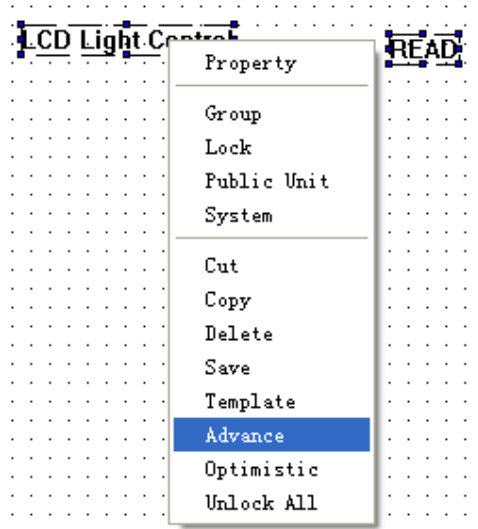 LCD Light Control
READ
Property
Group
Lock
Public Unit
System
Cut
Copy
Delete
Save
Template
Advance
Optimistic
Unlock All